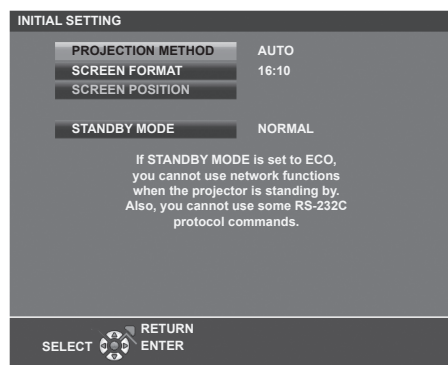 INITIAL SETTING
PROJECTION METHOD AUTO
SCREEN FORMAT 16:10
SCREEN POSITION
STANDBY MODE NORMAL
If STANDBY MODE is set to ECO,
you cannot use network functions
when the projector is standing by.
Also, you cannot use some RS-232C
protocol commands.
RETURN
SELECT ENTER